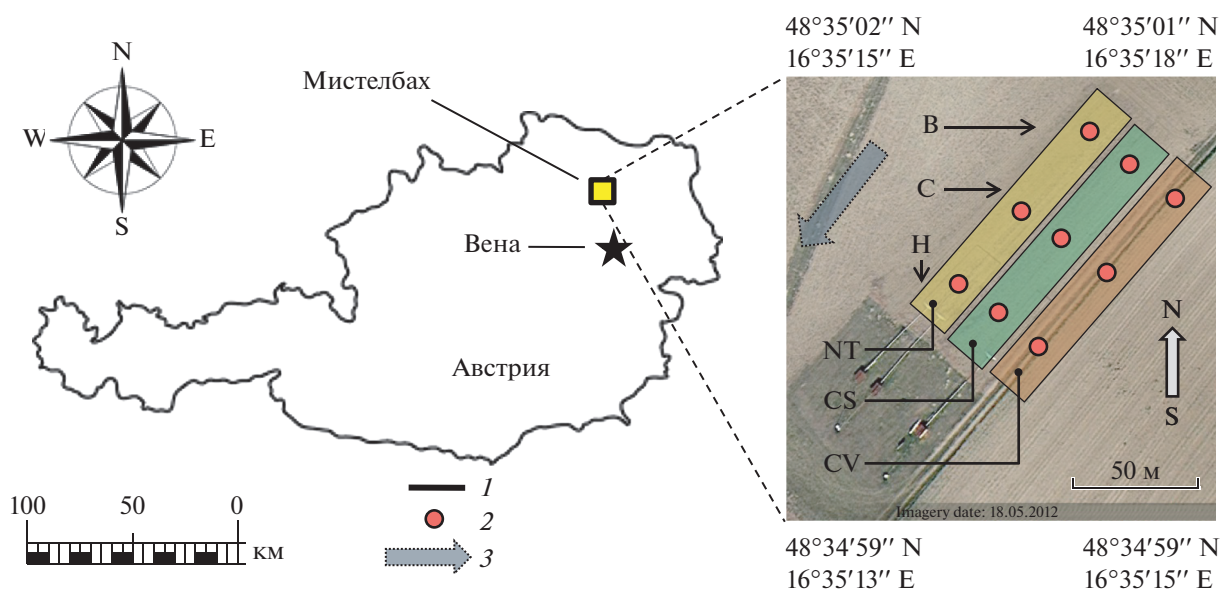 48°35′02′′ N
16°35′15′′ E
48°35′01′′ N
16°35′18′′ E
N
W
E
S
Мистелбах
Вена
Австрия
В
С
Н
NT
CS
CV
N
S
50 м
Imagery date: 18.05.2012
100 50 0
км
1
2
3
48°34′59′′ N
16°35′13′′ E
48°34′59′′ N
16°35′15′′ E